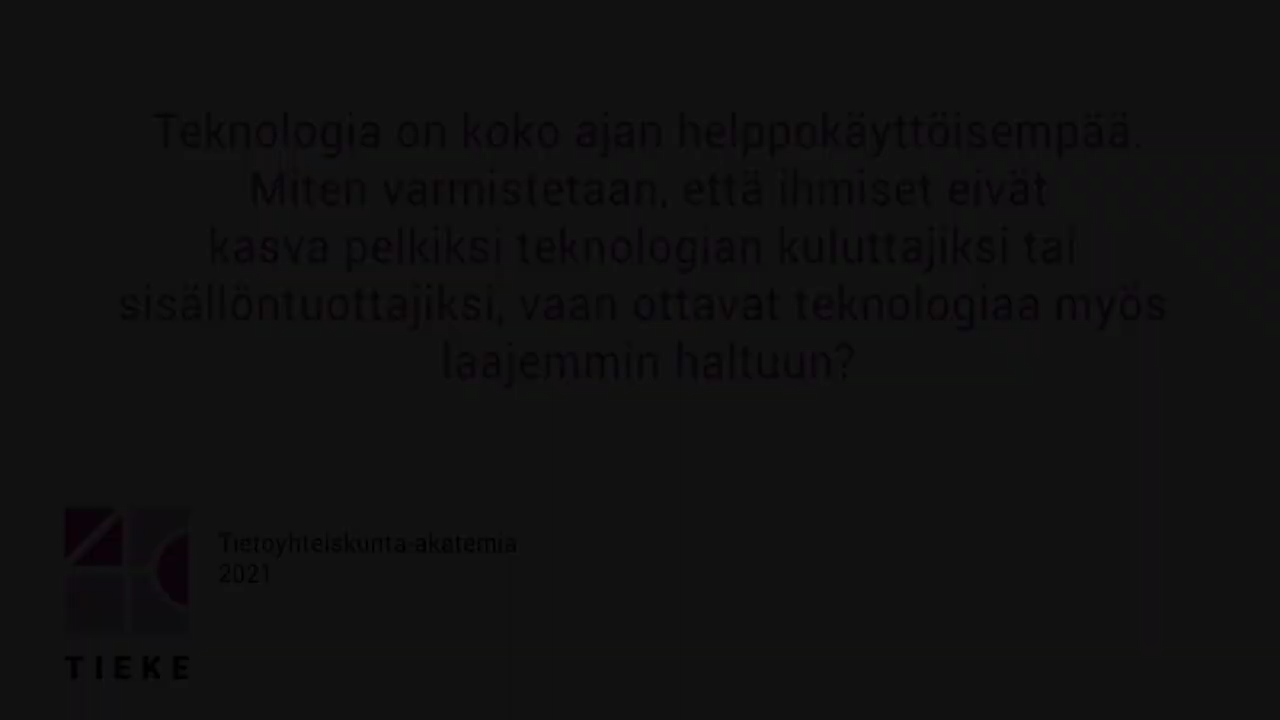 Teknologia on koko ajan helppokäyttöisempää.
Miten varmistetaan, että ihmiset eivät
kasva pelkiksi teknologian kuluttajiksi tai
sisällöntuottajiksi, vaan ottavat teknologiaa myös
laajemmin haltuun?
Tietoyhteiskunta-akatemia
2021
TIEKE